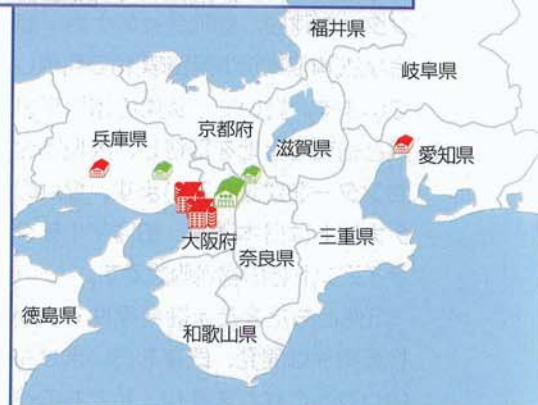 福井県
岐阜県
京都府
兵庫県
滋賀県
愛知県
大阪府
奈良県
三重県
徳島県
和歌山県